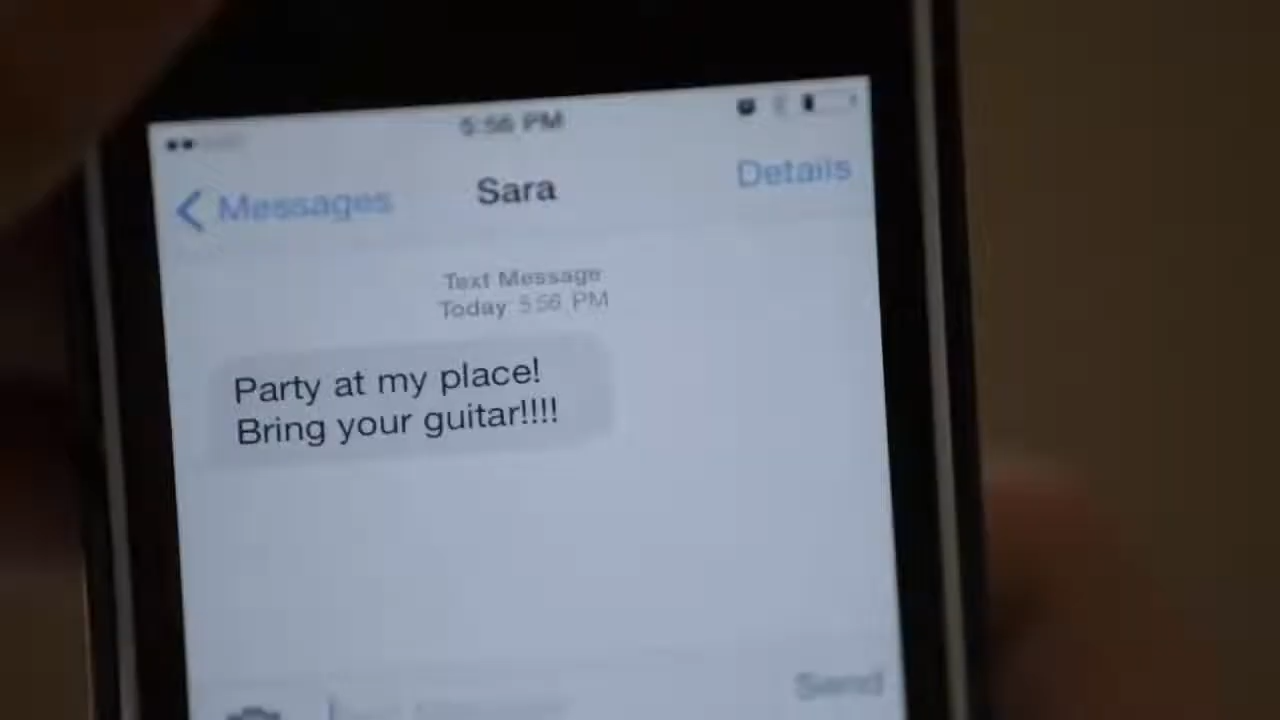 5:56 PM
Messages
Sara
Details
Text Message
Today 5:56 PM
Party at my place!
Bring your guitar!!!!
Send